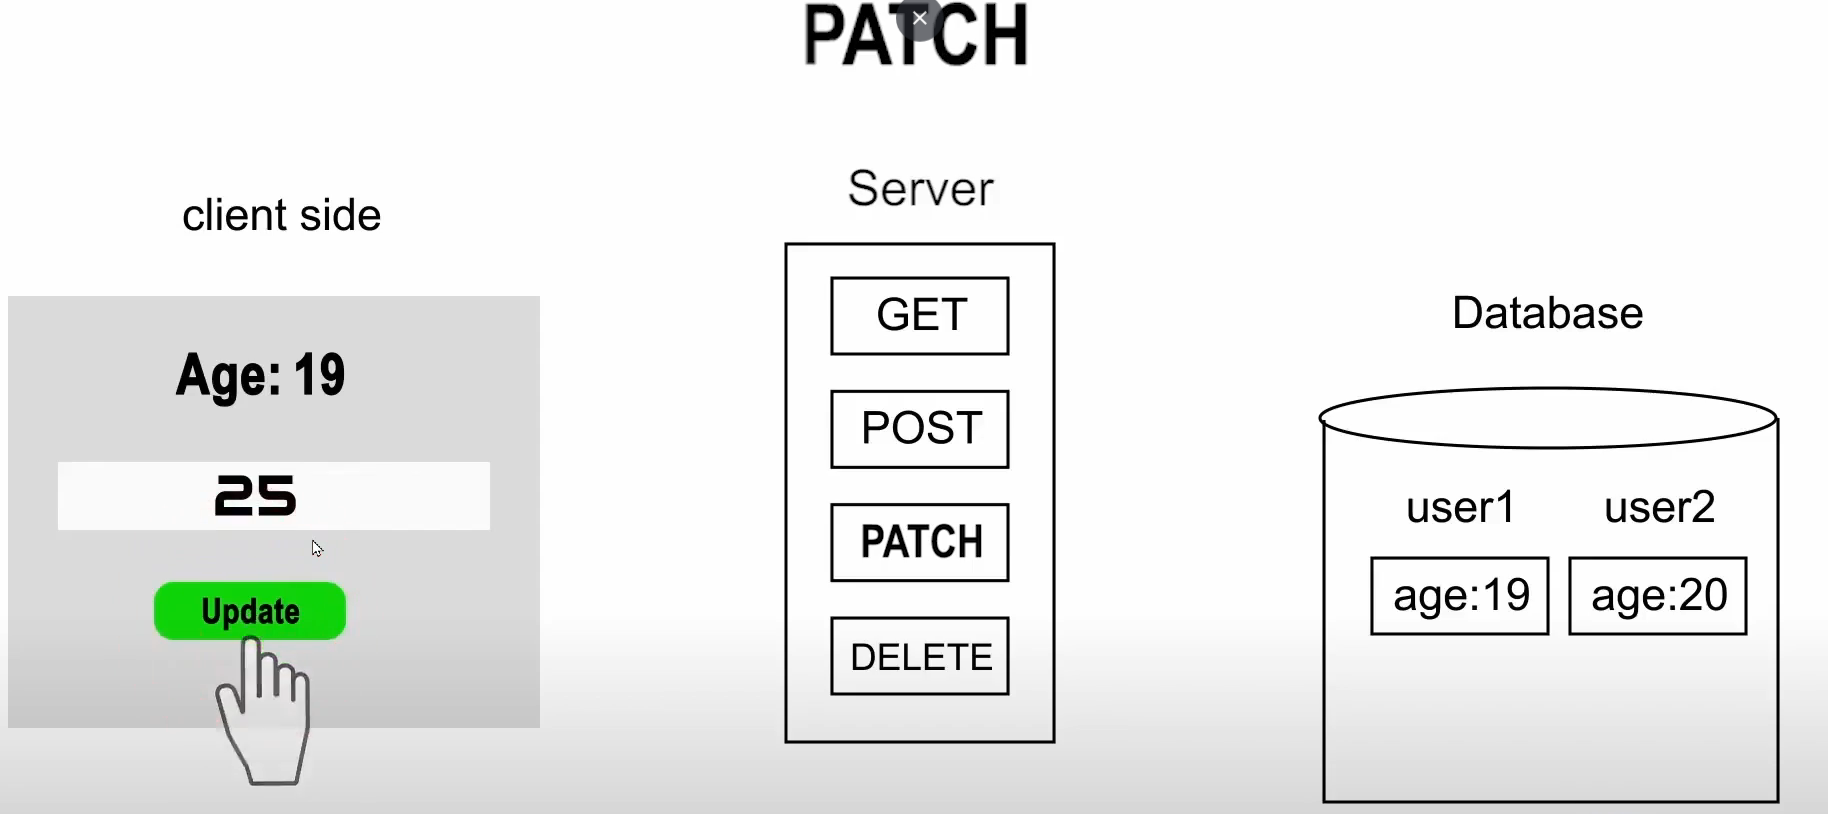 PATCH
client side
Age: 19
25
Update
Server
GET
POST
PATCH
DELETE
Database
user1 user2
age:19 age:20